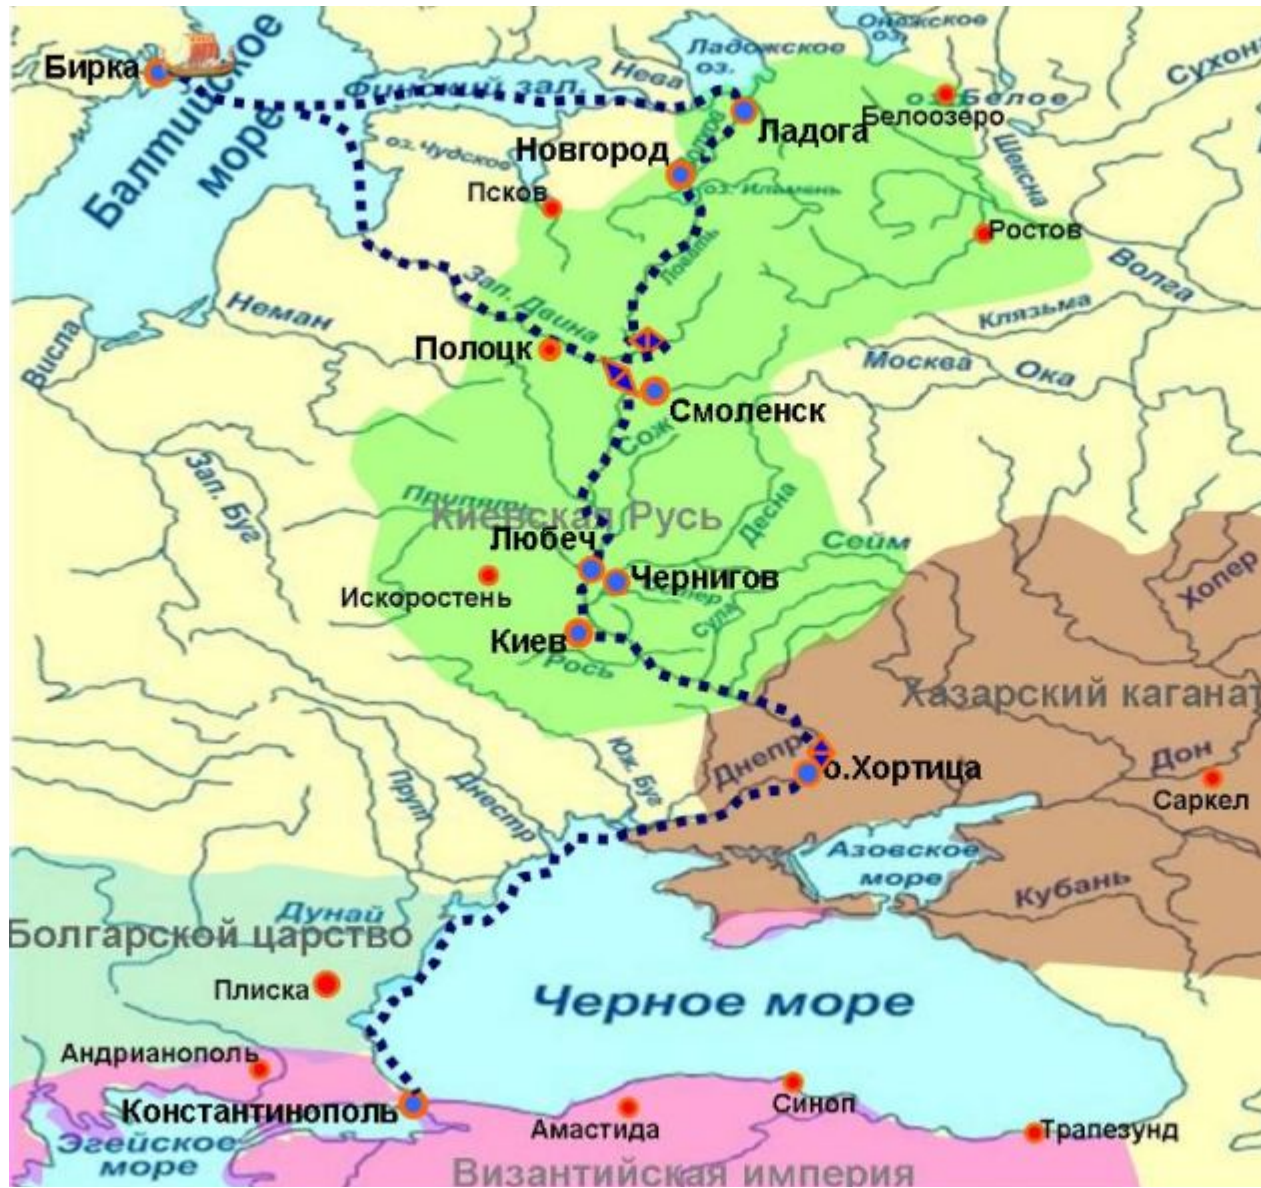 Онежское
оз.
Ладожское
оз.
Сухона
Бирка
Нева
Финский зал.
оз. Белое
Белоозеро
Балтийское
море
Ладога
Волхов
Новгород
оз. Чудское
Шексна
Псков
оз. Ильмень
Ростов
Ловать
Волга
Зап. Двина
Неман
Клязьма
Висла
Полоцк
Москва
Ока
Смоленск
Сож
Зап. Буг
Припять
Киевская Русь
Десна
Любеч
Сейм
Чернигов
Хопер
Искоростень
Сула
Киев
Рось
Хазарский каганат
Днепр
Дон
о.Хортица
Юж. Буг
Прут
Днестр
Саркел
Азовское
море
Кубань
Дунай
Болгарской царство
Плиска
Черное море
Андрианополь
Константинополь
Синоп
Амастида
Трапезунд
Эгейское
море
Византийская империя